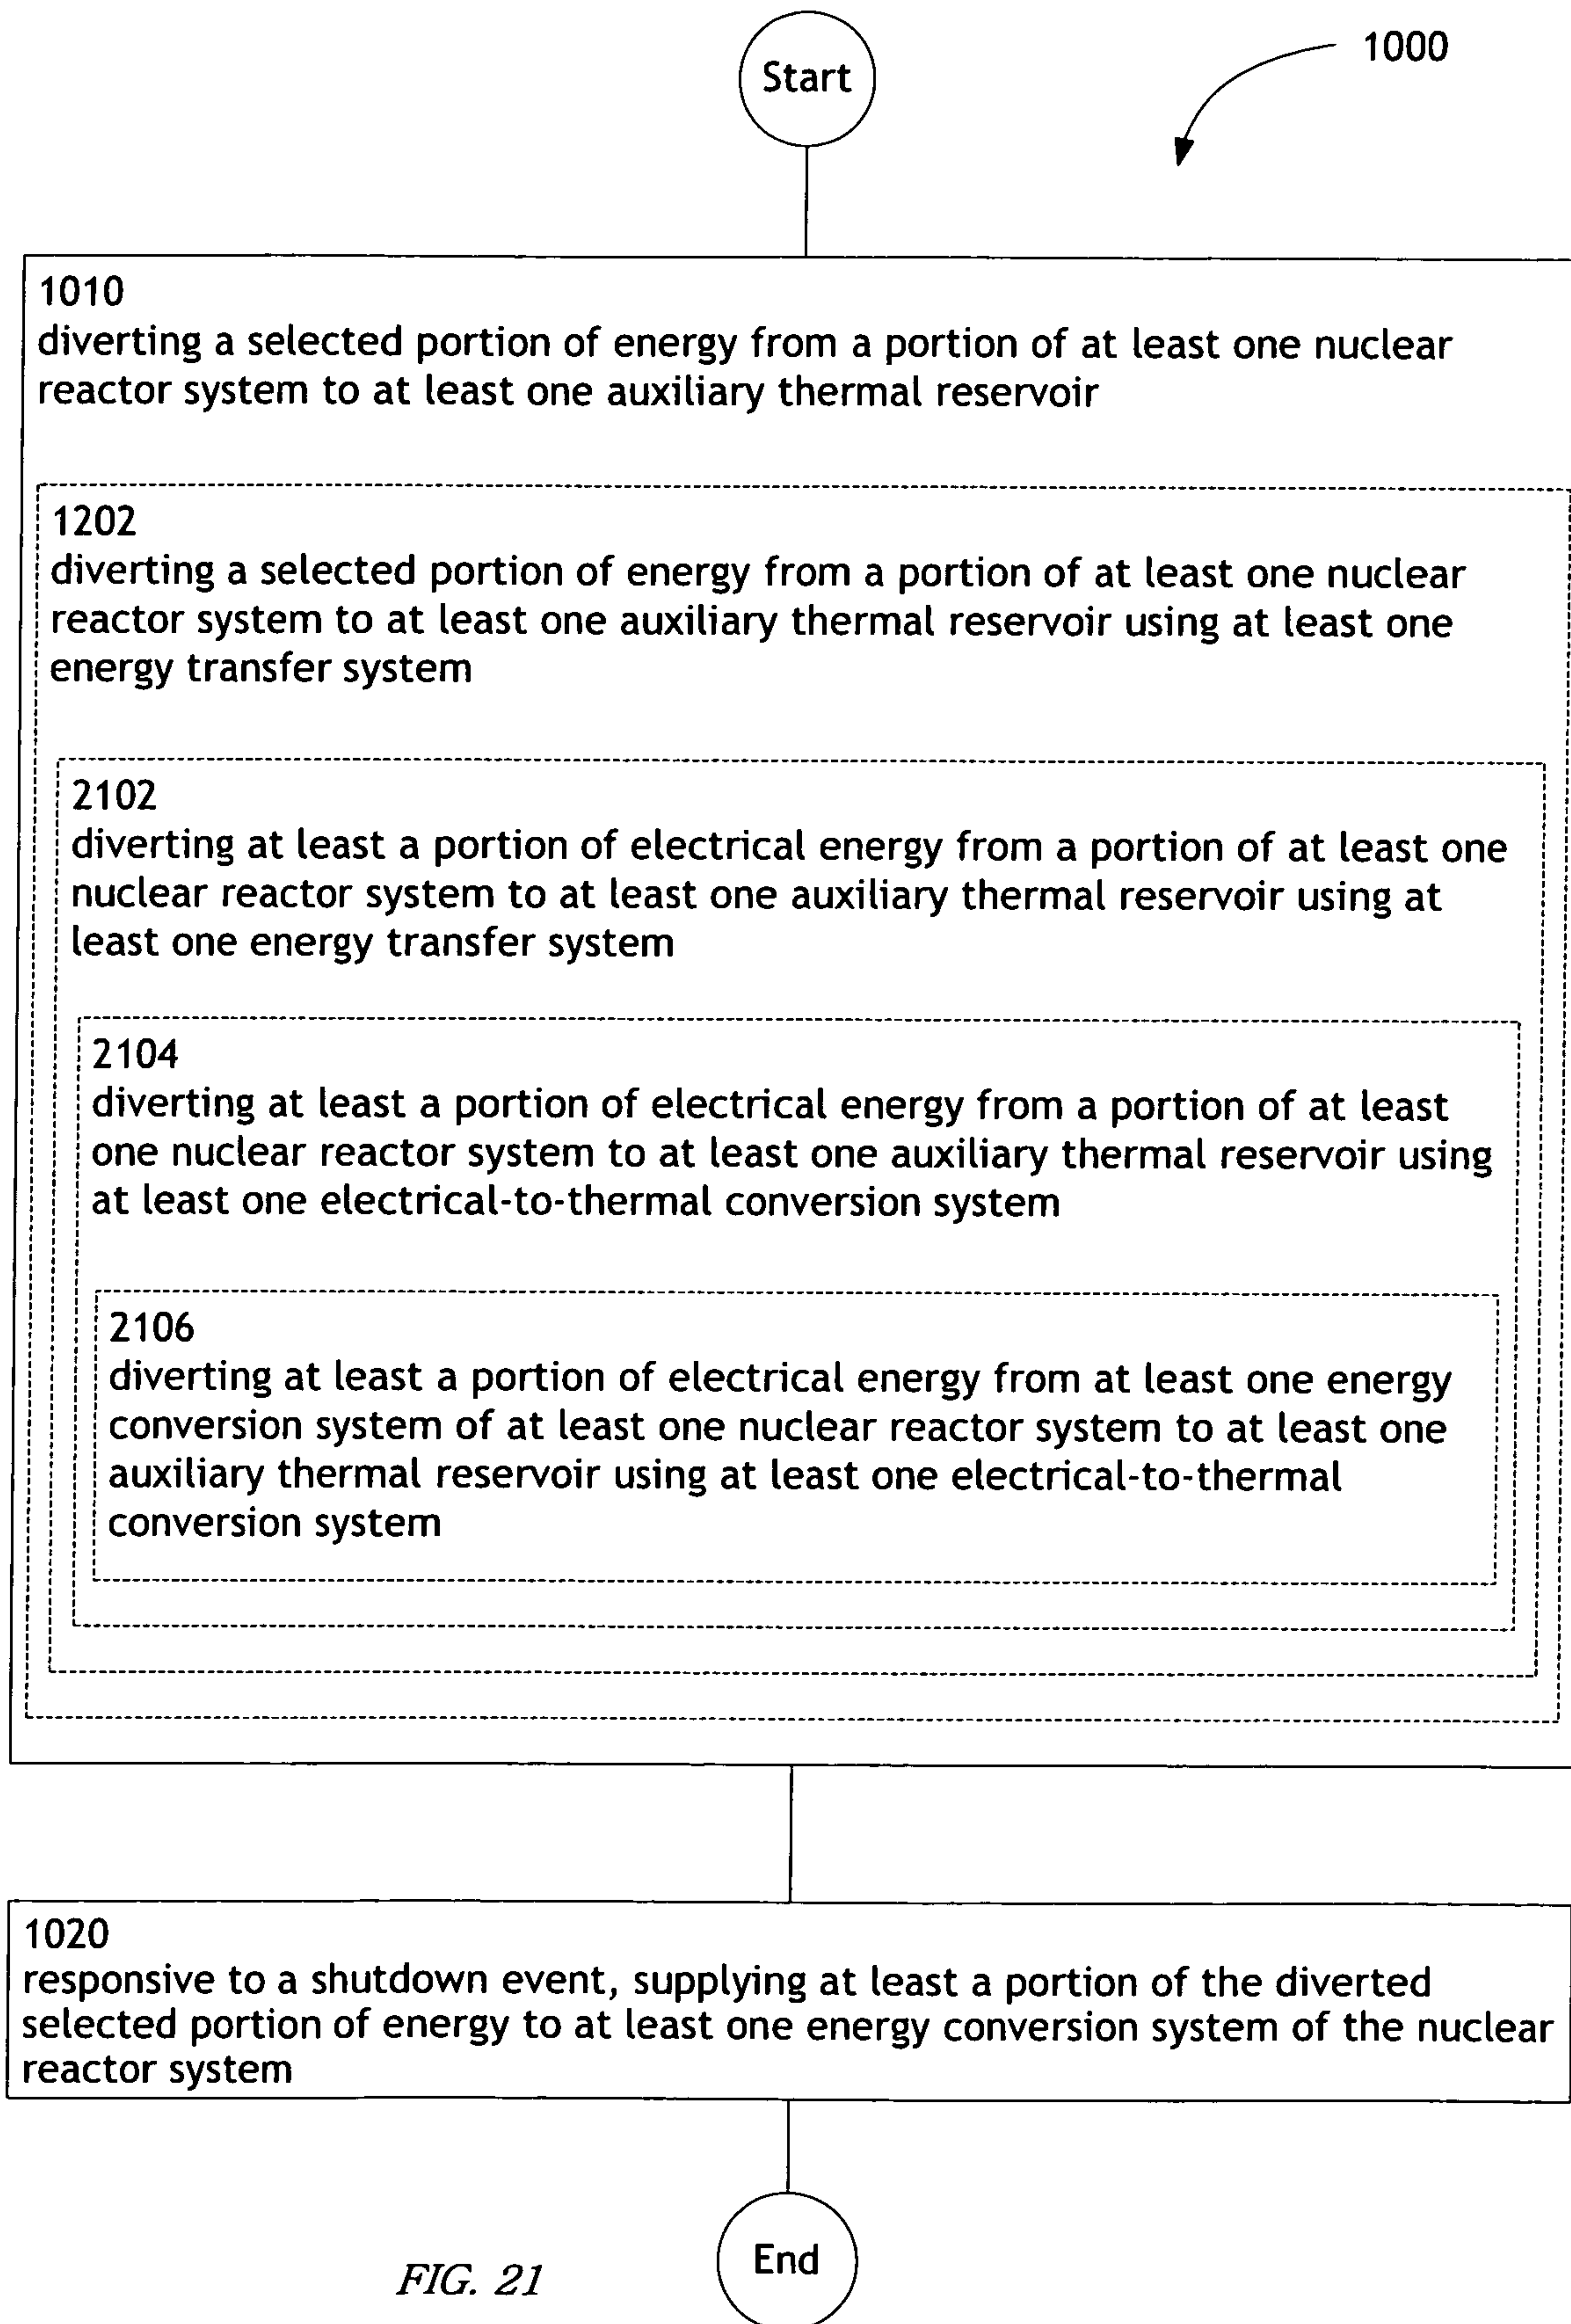 Start
1000
1010
diverting a selected portion of energy from a portion of at least one nuclear
reactor system to at least one auxiliary thermal reservoir
1202
diverting a selected portion of energy from a portion of at least one nuclear
reactor system to at least one auxiliary thermal reservoir using at least one
energy transfer system
2102
diverting at least a portion of electrical energy from a portion of at least one
nuclear reactor system to at least one auxiliary thermal reservoir using at
least one energy transfer system
2104
diverting at least a portion of electrical energy from a portion of at least
one nuclear reactor system to at least one auxiliary thermal reservoir using
at least one electrical-to-thermal conversion system
2106
diverting at least a portion of electrical energy from at least one energy
conversion system of at least one nuclear reactor system to at least one
auxiliary thermal reservoir using at least one electrical-to-thermal
conversion system
1020
responsive to a shutdown event, supplying at least a portion of the diverted
selected portion of energy to at least one energy conversion system of the nuclear
reactor system
End
FIG. 21